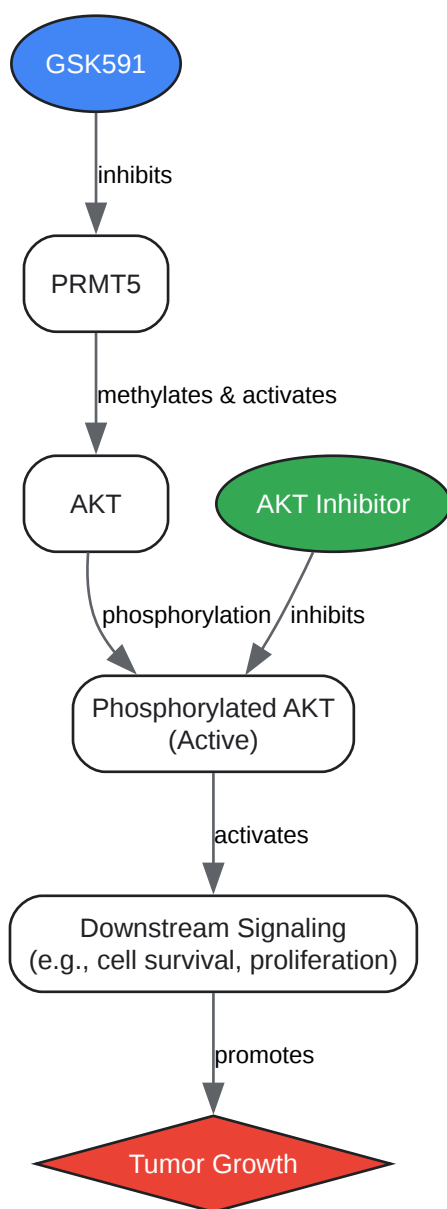 GSK591
inhibits
PRMT5
methylates & activates
AKT
AKT Inhibitor
phosphorylation
inhibits
Phosphorylated AKT
(Active)
activates
Downstream Signaling
(e.g., cell survival, proliferation)
promotes
Tumor Growth